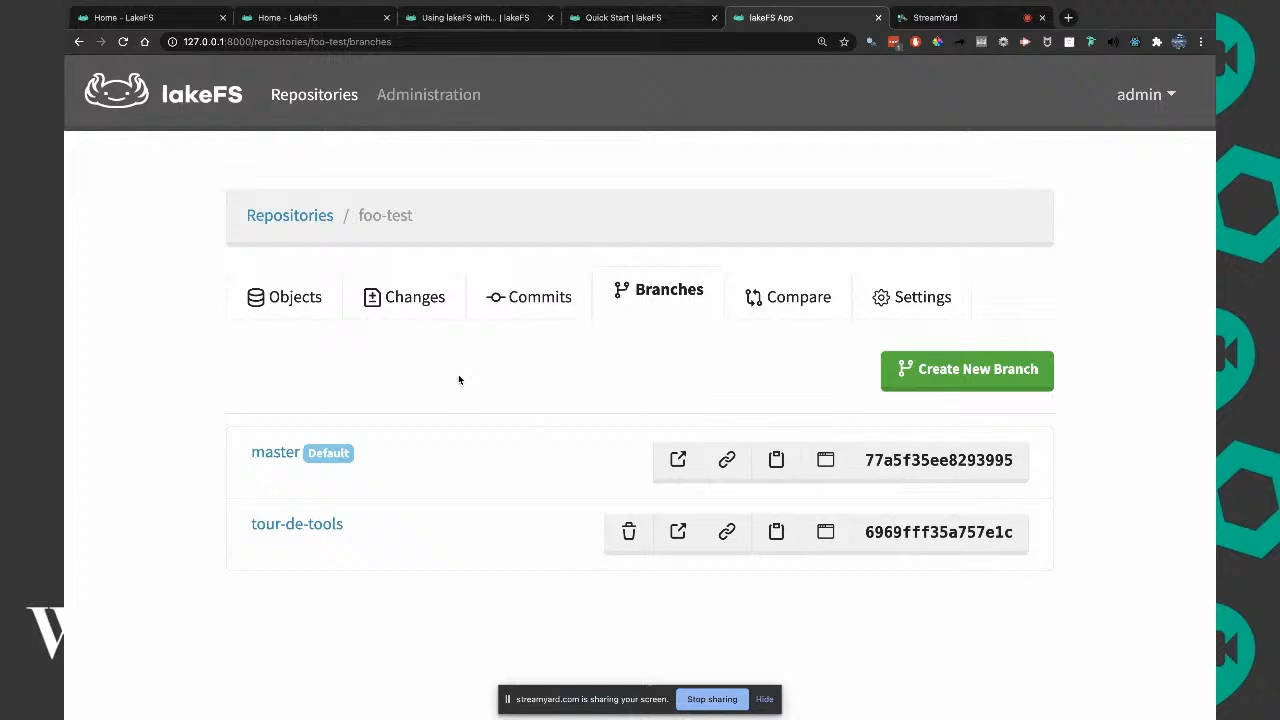 Home - LakeFS
Home - LakeFS
Using lakeFS with... | lakeFS
Quick Start | lakeFS
lakeFS App
StreamYard
127.0.0.1:8000/repositories/foo-test/branches
lakeFS
Repositories
Administration
admin
Repositories / foo-test
Objects
Changes
Commits
Branches
Compare
Settings
Create New Branch
master Default
77a5f35ee8293995
tour-de-tools
6969fff35a757e1c
W
streamyard.com is sharing your screen.
Stop sharing
Hide